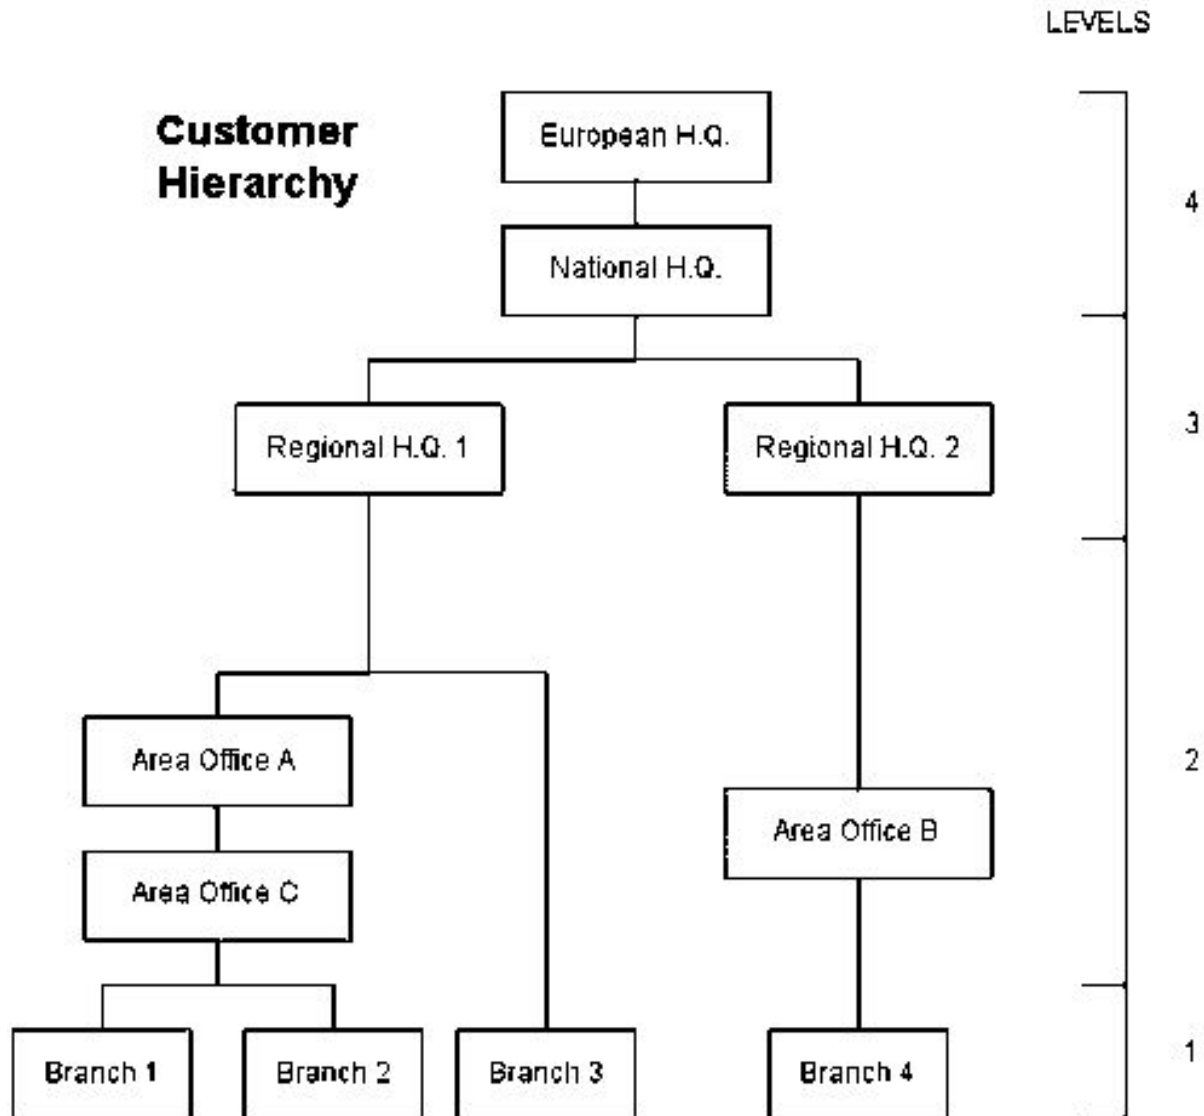 LEVELS
Customer
Hierarchy
European H.Q.
4
National H.Q.
3
Regional H.Q. 1
Regional H.Q. 2
Area Office A
2
Area Office B
Area Office C
Branch 1
Branch 2
Branch 3
Branch 4
1